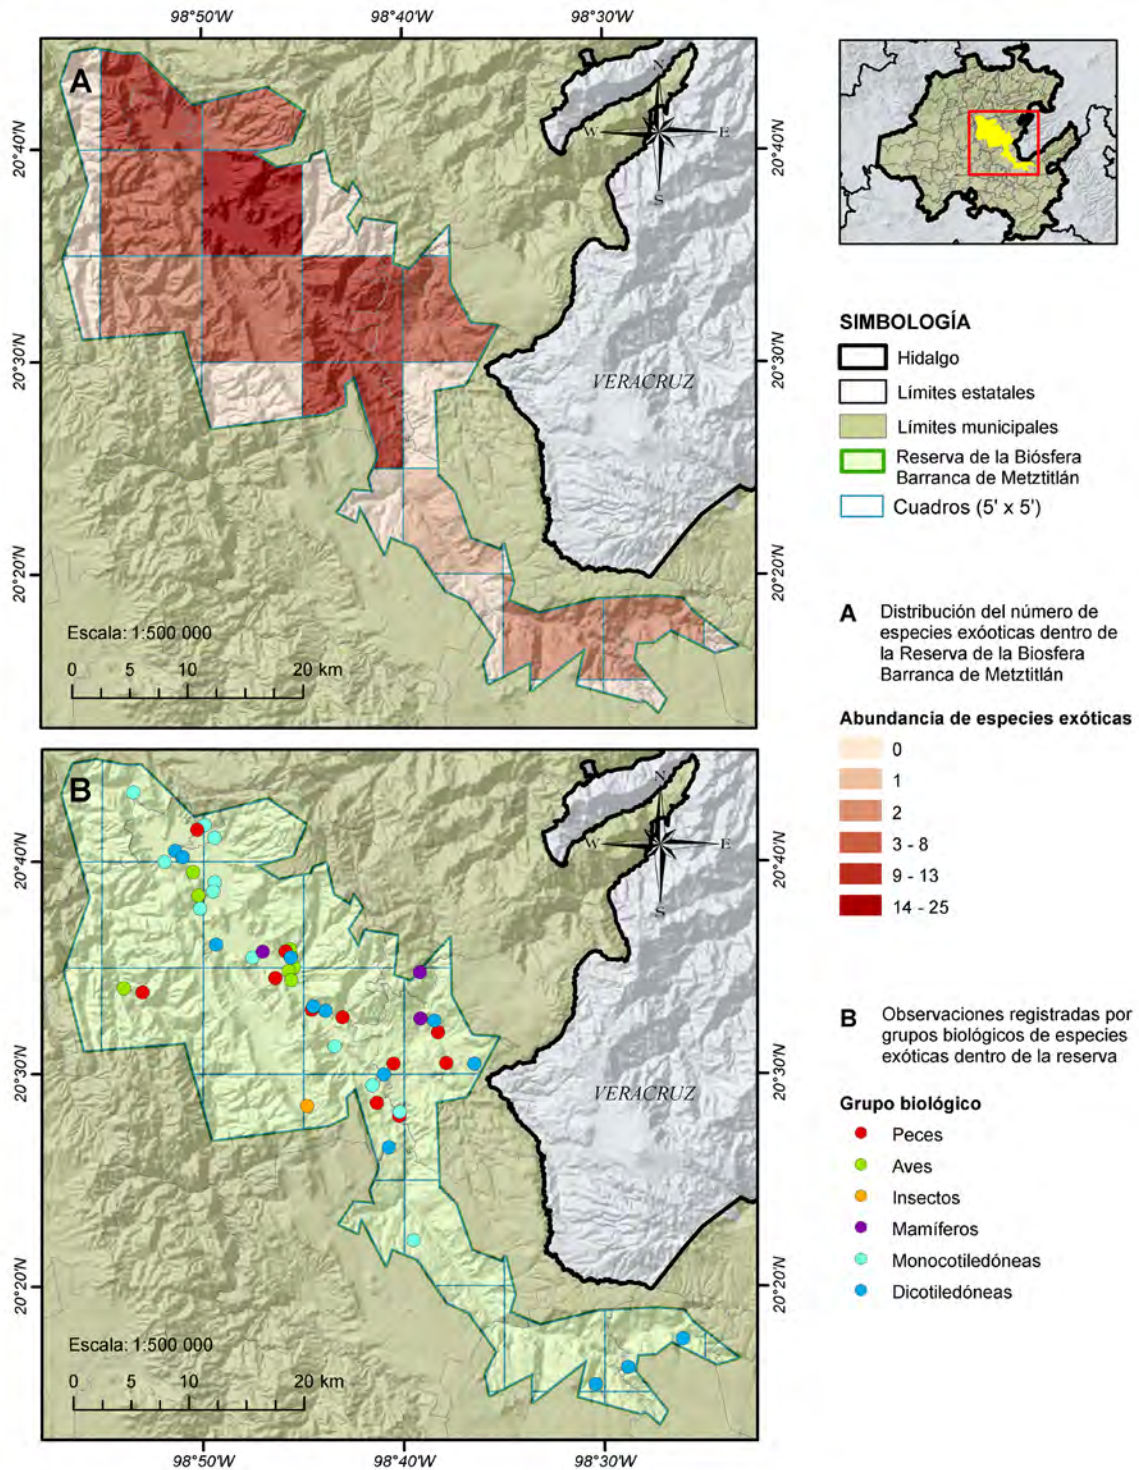 98°50'W
98°40'W
98°30'W
A
N
W
E
S
20°40'N
20°40'N
20°30'N
20°30'N
VERACRUZ
20°20'N
20°20'N
Escala: 1:500 000
0 5 10 20 km
B
N
W
E
S
20°40'N
20°40'N
20°30'N
20°30'N
VERACRUZ
20°20'N
20°20'N
Escala: 1:500 000
0 5 10 20 km
98°50'W
98°40'W
98°30'W
SIMBOLOGÍA
Hidalgo
Límites estatales
Límites municipales
Reserva de la Biósfera
Barranca de Metztitlán
Cuadros (5' x 5')
A Distribución del número de
especies exóoticas dentro de
la Reserva de la Biosfera
Barranca de Metztitlán
Abundancia de especies exóticas
0
1
2
3 - 8
9 - 13
14 - 25
B Observaciones registradas por
grupos biológicos de especies
exóticas dentro de la reserva
Grupo biológico
Peces
Aves
Insectos
Mamíferos
Monocotiledóneas
Dicotiledóneas